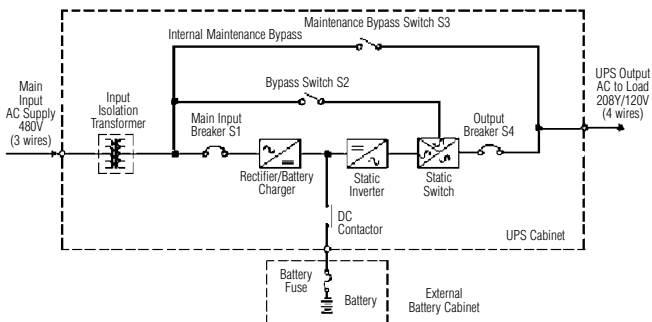 Maintenance Bypass Switch S3
Internal Maintenance Bypass
Main
Input
AC Supply
480V
(3 wires)
Input
Isolation
Transformer
Bypass Switch S2
Main Input
Breaker S1
Output
Breaker S4
UPS Output
AC to Load
208Y/120V
(4 wires)
Rectifier/Battery
Charger
Static
Inverter
Static
Switch
DC
Contactor
UPS Cabinet
Battery
Fuse
Battery
External
Battery Cabinet